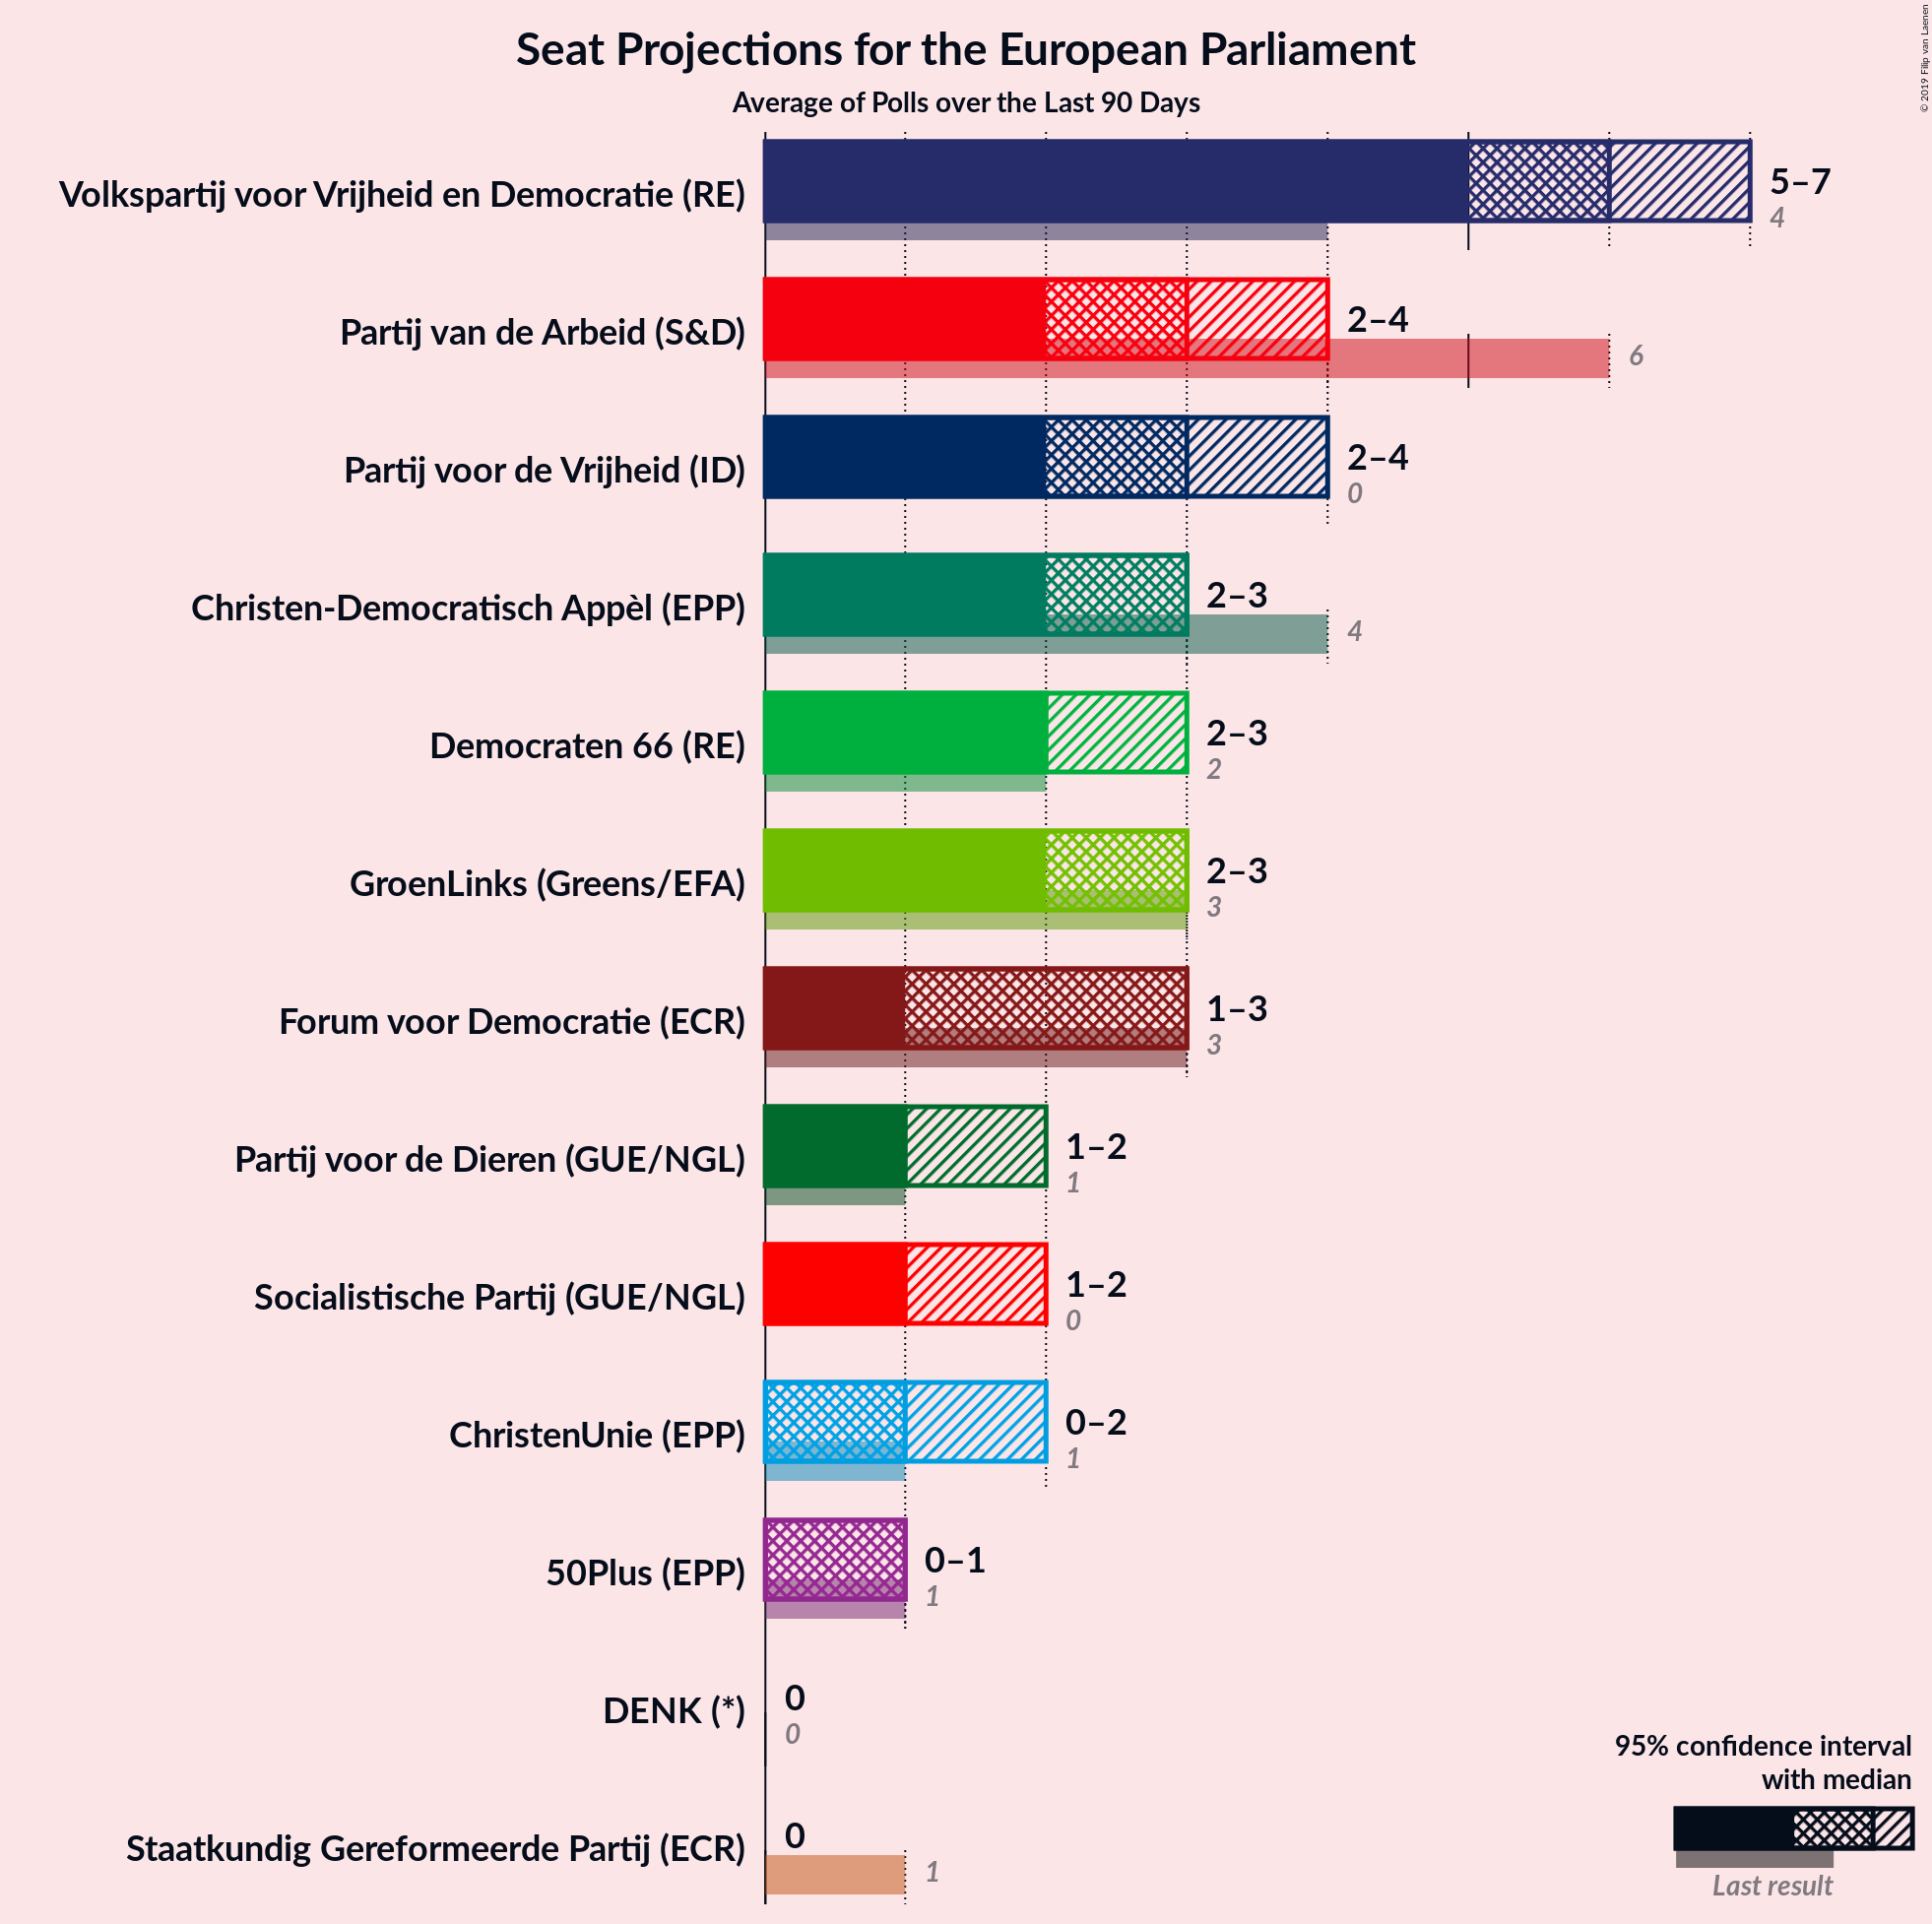 Seat Projections for the European Parliament
Average of Polls over the Last 90 Days
© 2019 Filip van Laenen
Volkspartij voor Vrijheid en Democratie (RE)
5–7
4
Partij van de Arbeid (S&D)
2–4
6
Partij voor de Vrijheid (ID)
2–4
0
Christen-Democratisch Appèl (EPP)
2–3
4
Democraten 66 (RE)
2–3
2
GroenLinks (Greens/EFA)
2–3
3
Forum voor Democratie (ECR)
1–3
3
Partij voor de Dieren (GUE/NGL)
1–2
1
Socialistische Partij (GUE/NGL)
1–2
0
ChristenUnie (EPP)
0–2
1
50Plus (EPP)
0–1
1
DENK (*)
0
0
Staatkundig Gereformeerde Partij (ECR)
0
1
95% confidence interval
with median
Last result